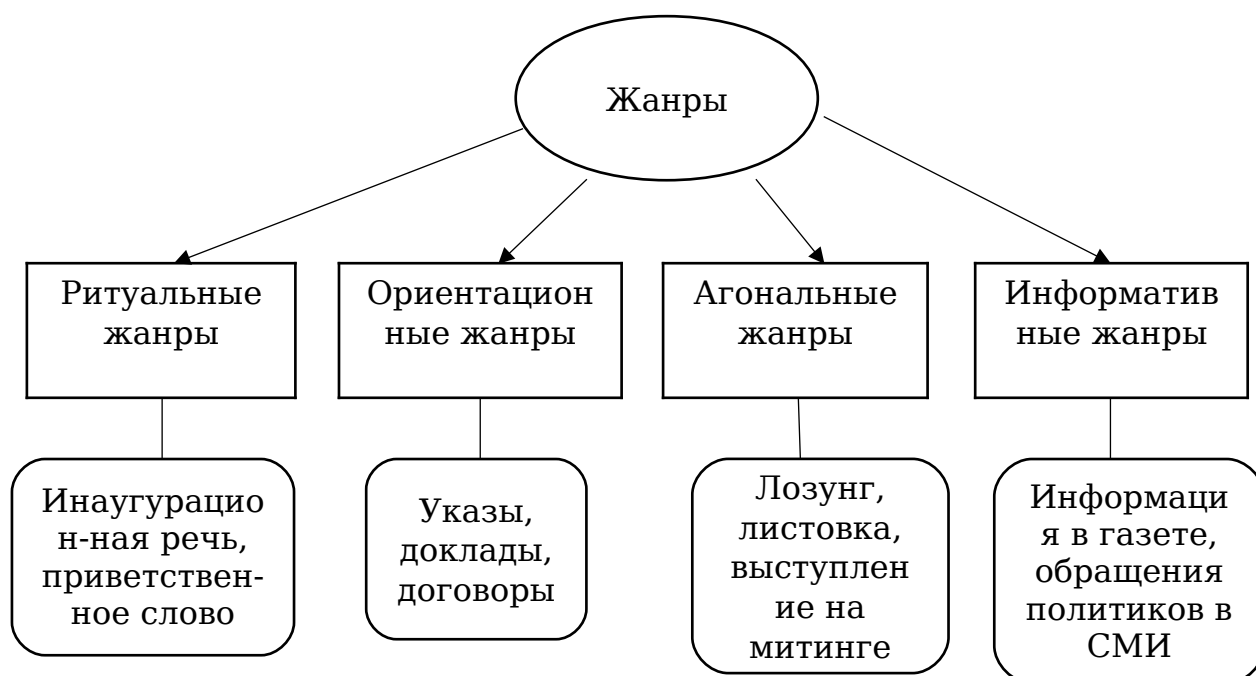 Жанры
Ритуальные
жанры
Ориентацион
ные жанры
Агональные
жанры
Информатив
ные жанры
Инаугурацио
н-ная речь,
приветствен-
ное слово
Указы,
доклады,
договоры
Лозунг,
листовка,
выступлен
ие на
митинге
Информаци
я в газете,
обращения
политиков в
СМИ